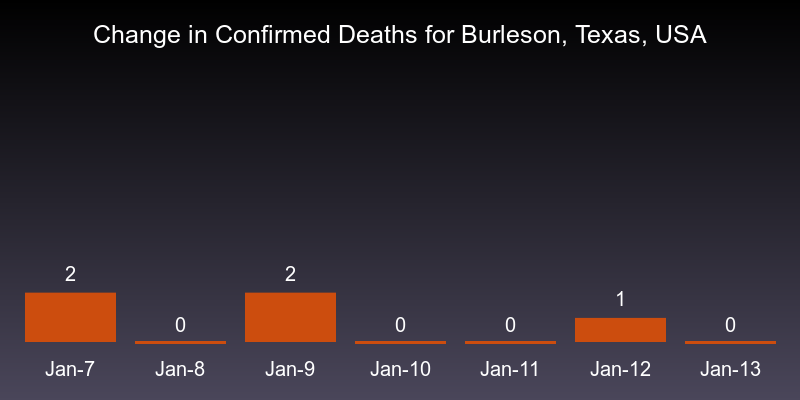 Change in Confirmed Deaths for Burleson, Texas, USA
2 0 2 0 0 1 0
Jan-7 Jan-8 Jan-9 Jan-10 Jan-11 Jan-12 Jan-13